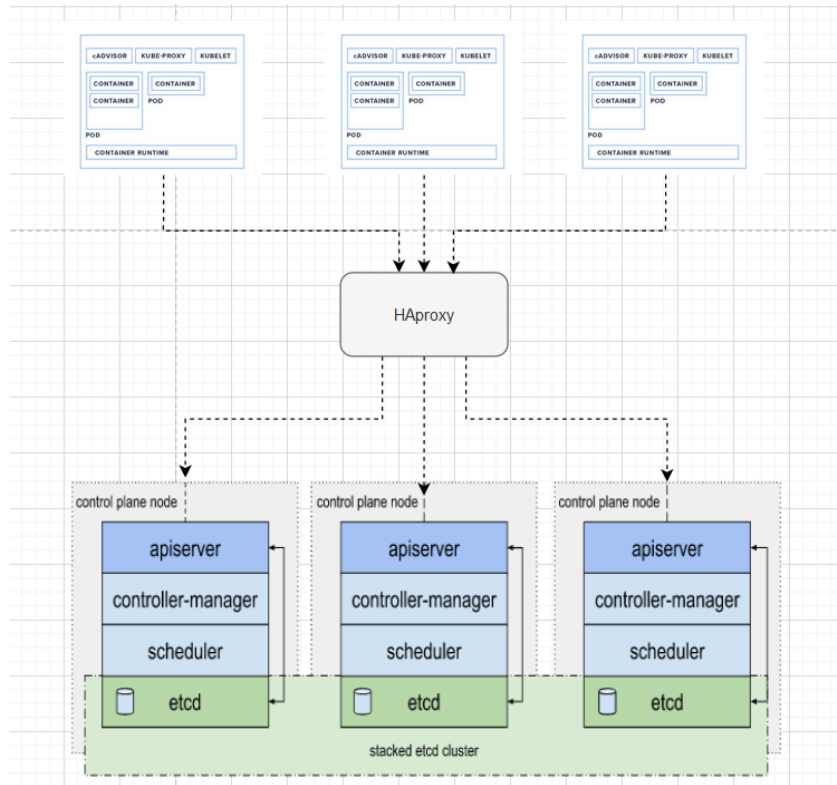 cADVISOR KUBE-PROXY KUBELET
CONTAINER CONTAINER
CONTAINER POD
POD
CONTAINER RUNTIME
cADVISOR KUBE-PROXY KUBELET
CONTAINER CONTAINER
CONTAINER POD
POD
CONTAINER RUNTIME
cADVISOR KUBE-PROXY KUBELET
CONTAINER CONTAINER
CONTAINER POD
POD
CONTAINER RUNTIME
HAproxy
control plane node
apiserver
controller-manager
scheduler
etcd
control plane node
apiserver
controller-manager
scheduler
etcd
control plane node
apiserver
controller-manager
scheduler
etcd
stacked etcd cluster